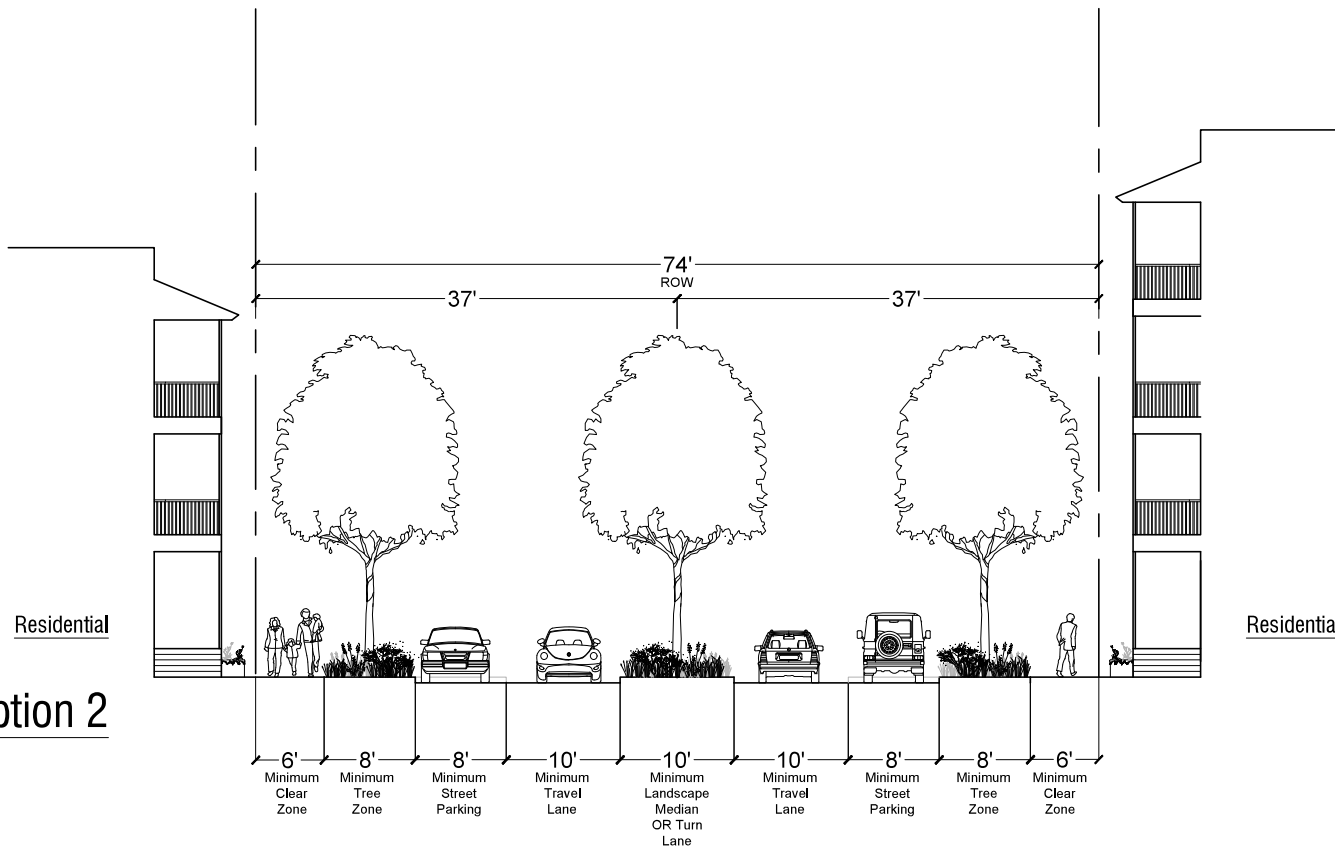 74'
ROW
37'
37'
Residential
Residentia
ption 2
6'
Minimum
Clear
Zone
8'
Minimum
Tree
Zone
8'
Minimum
Street
Parking
10'
Minimum
Travel
Lane
10'
Minimum
Landscape
Median
OR Turn
Lane
10'
Minimum
Travel
Lane
8'
Minimum
Street
Parking
8'
Minimum
Tree
Zone
6'
Minimum
Clear
Zone